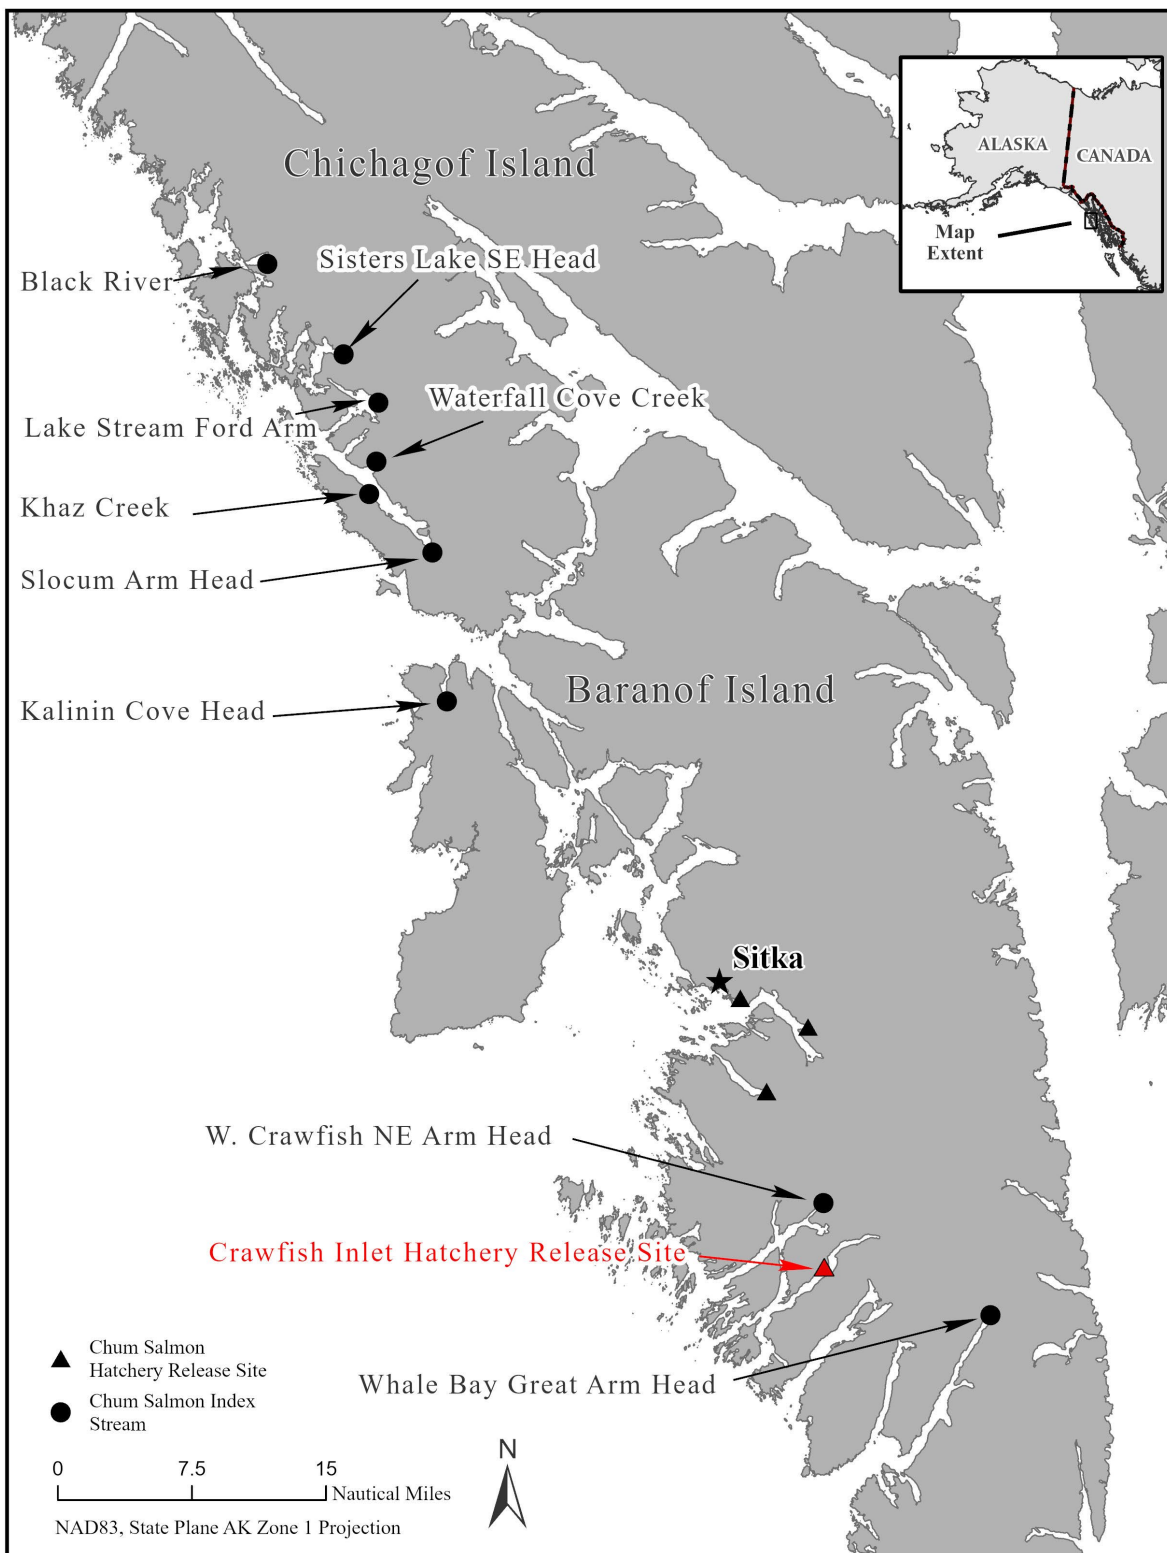 Chichagof Island
ALASKA
CANADA
Map
Extent
Sisters Lake SE Head
Black River
Waterfall Cove Creek
Lake Stream Ford Arm
Khaz Creek
Slocum Arm Head
Baranof Island
Kalinin Cove Head
Sitka
W. Crawfish NE Arm Head
Crawfish Inlet Hatchery Release Site
Whale Bay Great Arm Head
Chum Salmon
Hatchery Release Site
Chum Salmon Index
Stream
N
0 7.5 15
Nautical Miles
NAD83, State Plane AK Zone 1 Projection